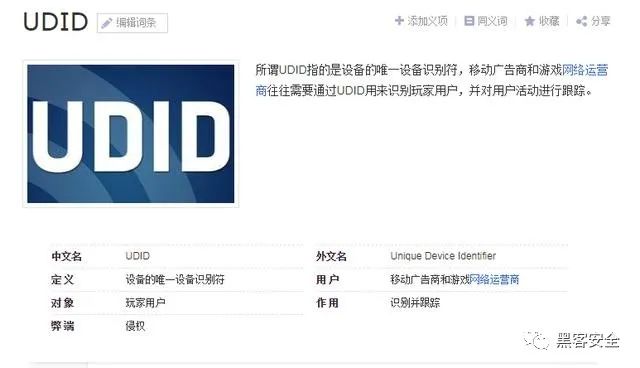 UDID 编辑词条 添加义项 同义词 收藏 分享
所谓UDID指的是设备的唯一设备识别符，移动广告商和游戏网络运营
商往往需要通过UDID用来识别玩家用户，并对用户活动进行跟踪。
UDID
中文名 UDID 外文名 Unique Device Identifier
定义 设备的唯一设备识别符 用户 移动广告商和游戏网络运营商
对象 玩家用户 作用 识别并跟踪
弊端 侵权
黑客安全